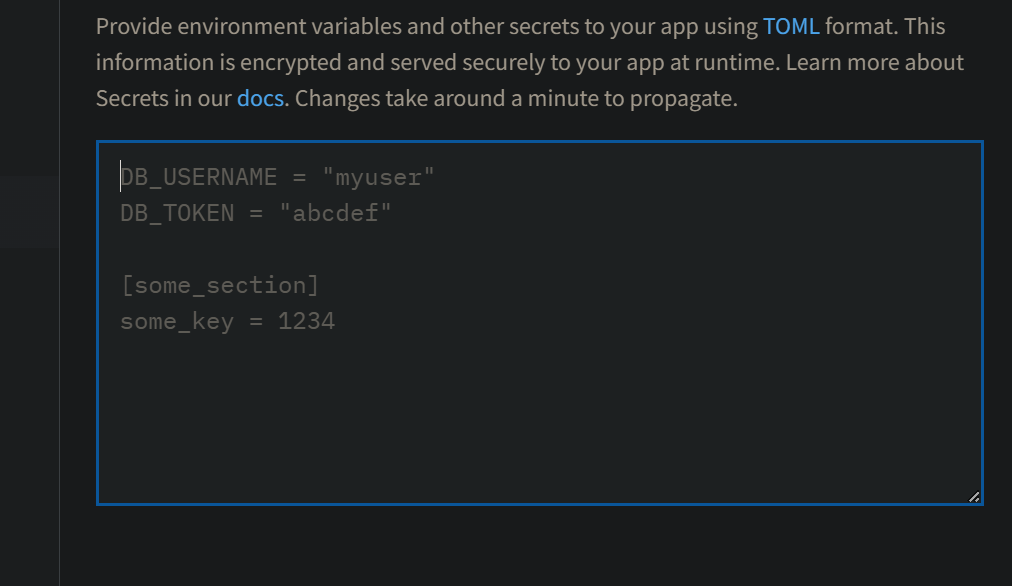 Provide environment variables and other secrets to your app using TOML format. This
information is encrypted and served securely to your app at runtime. Learn more about
Secrets in our docs. Changes take around a minute to propagate.
DB_USERNAME = "myuser"
DB_TOKEN = "abcdef"
[some_section]
some_key = 1234